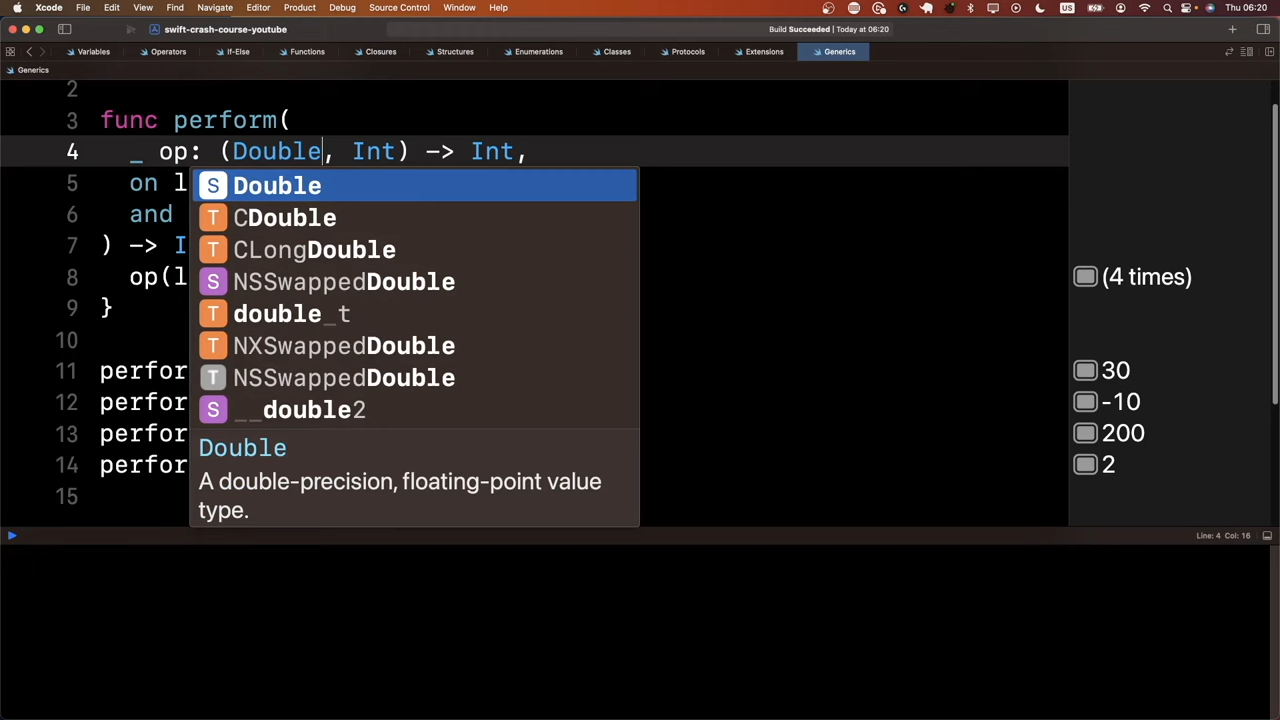 Xcode File Edit View Find Navigate Editor Product Debug Source Control Window Help US Thu 06:20
swift-crash-course-youtube Build Succeeded | Today at 06:20
Variables Operators If-Else Functions Closures Structures Enumerations Classes Protocols Extensions Generics
Generics
2
3 func perform(
4 _ op: (Double, Int) -> Int,
5 on l
6 and
7 ) -> I
8 op(l
9 }
10
11 perfor
12 perfor
13 perfor
14 perfor
15
S Double
T CDouble
T CLongDouble
S NSSwappedDouble
T double_t
T NXSwappedDouble
T NSSwappedDouble
S __double2
Double
A double-precision, floating-point value
type.
(4 times)
30
-10
200
2
Line: 4 Col: 16